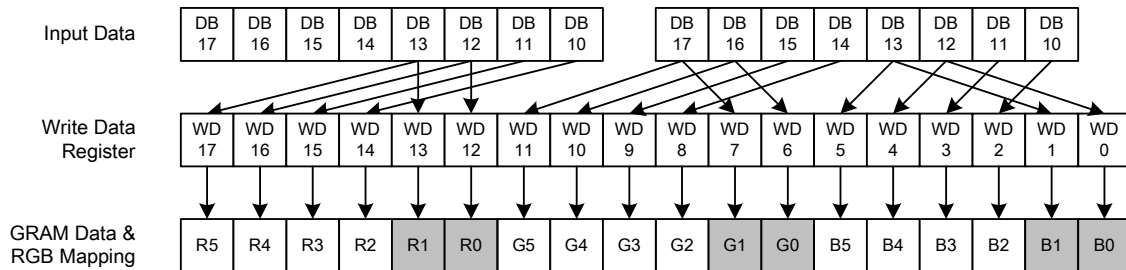 Input Data
DB DB DB DB DB DB DB DB DB DB DB DB DB DB DB DB
17 16 15 14 13 12 11 10 17 16 15 14 13 12 11 10
Write Data
Register
WD WD WD WD WD WD WD WD WD WD WD WD WD WD WD WD WD WD
17 16 15 14 13 12 11 10 9 8 7 6 5 4 3 2 1 0
GRAM Data &
RGB Mapping
R5 R4 R3 R2 R1 R0 G5 G4 G3 G2 G1 G0 B5 B4 B3 B2 B1 B0